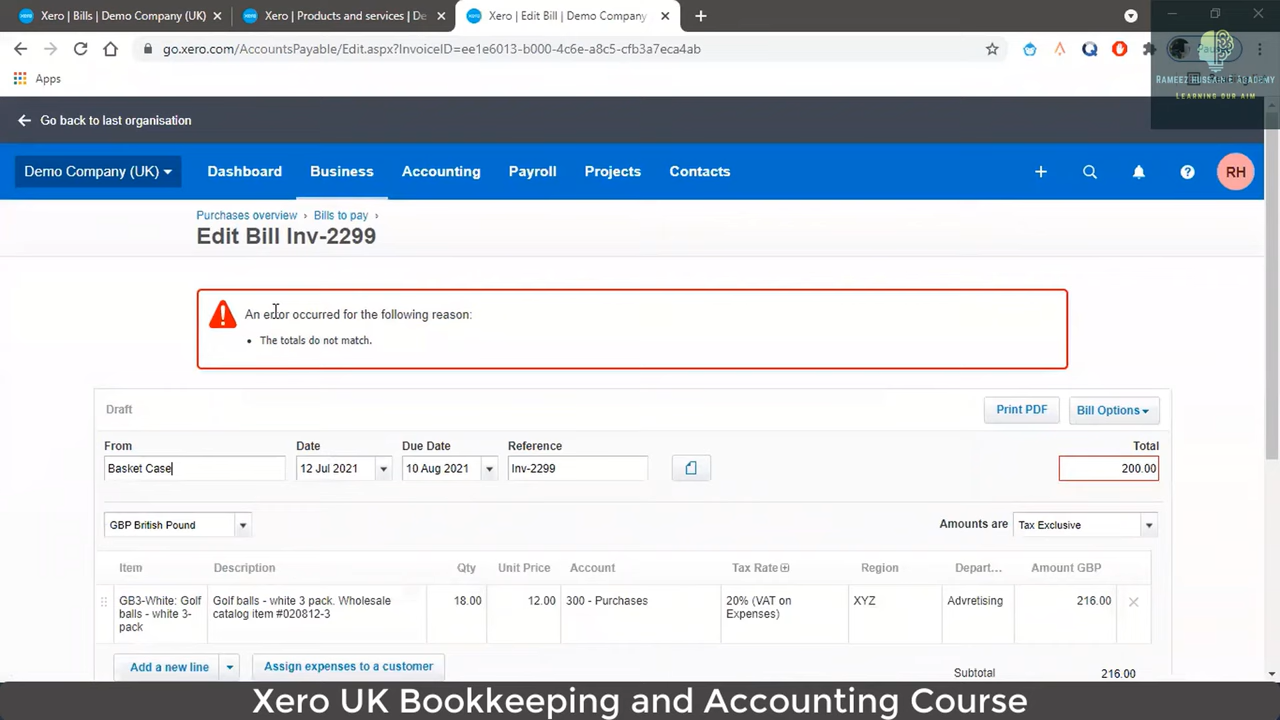 Xero | Bills | Demo Company (UK)
Xero | Products and services | De
Xero | Edit Bill | Demo Company
go.xero.com/AccountsPayable/Edit.aspx?InvoiceID=ee1e6013-b000-4c6e-a8c5-cfb3a7eca4ab
Apps
RAMEEZ HUSSAIN E ACADEMY
LEARNING OUR AIM
Go back to last organisation
Demo Company (UK)
Dashboard
Business
Accounting
Payroll
Projects
Contacts
RH
Purchases overview › Bills to pay ›
Edit Bill Inv-2299
An error occurred for the following reason:
• The totals do not match.
Draft
Print PDF
Bill Options
From
Date
Due Date
Reference
Total
Basket Case
12 Jul 2021
10 Aug 2021
Inv-2299
200.00
GBP British Pound
Amounts are
Tax Exclusive
Item
Description
Qty
Unit Price
Account
Tax Rate
Region
Depart...
Amount GBP
GB3-White: Golf
balls - white 3-
pack
Golf balls - white 3 pack. Wholesale
catalog item #020812-3
18.00
12.00
300 - Purchases
20% (VAT on
Expenses)
XYZ
Advretising
216.00
Add a new line
Assign expenses to a customer
Subtotal
216.00
Xero UK Bookkeeping and Accounting Course